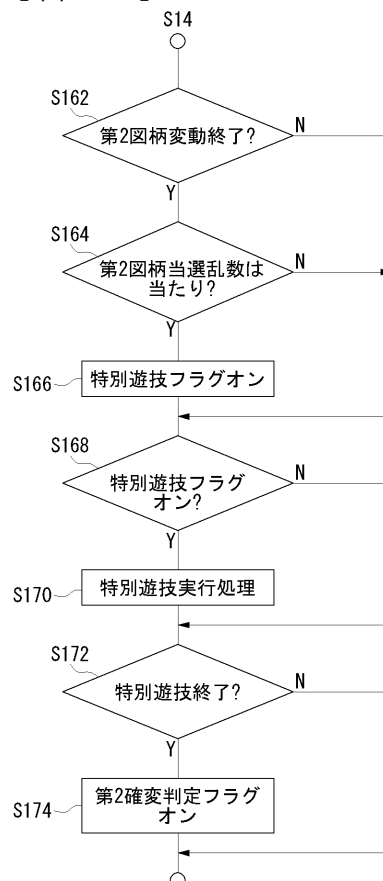 S14
S162
第2図柄変動終了?
N
Y
S164
第2図柄当選乱数は
当たり?
N
Y
S166
特別遊技フラグオン
S168
特別遊技フラグ
オン?
N
Y
S170
特別遊技実行処理
S172
特別遊技終了?
N
Y
S174
第2確変判定フラグ
オン